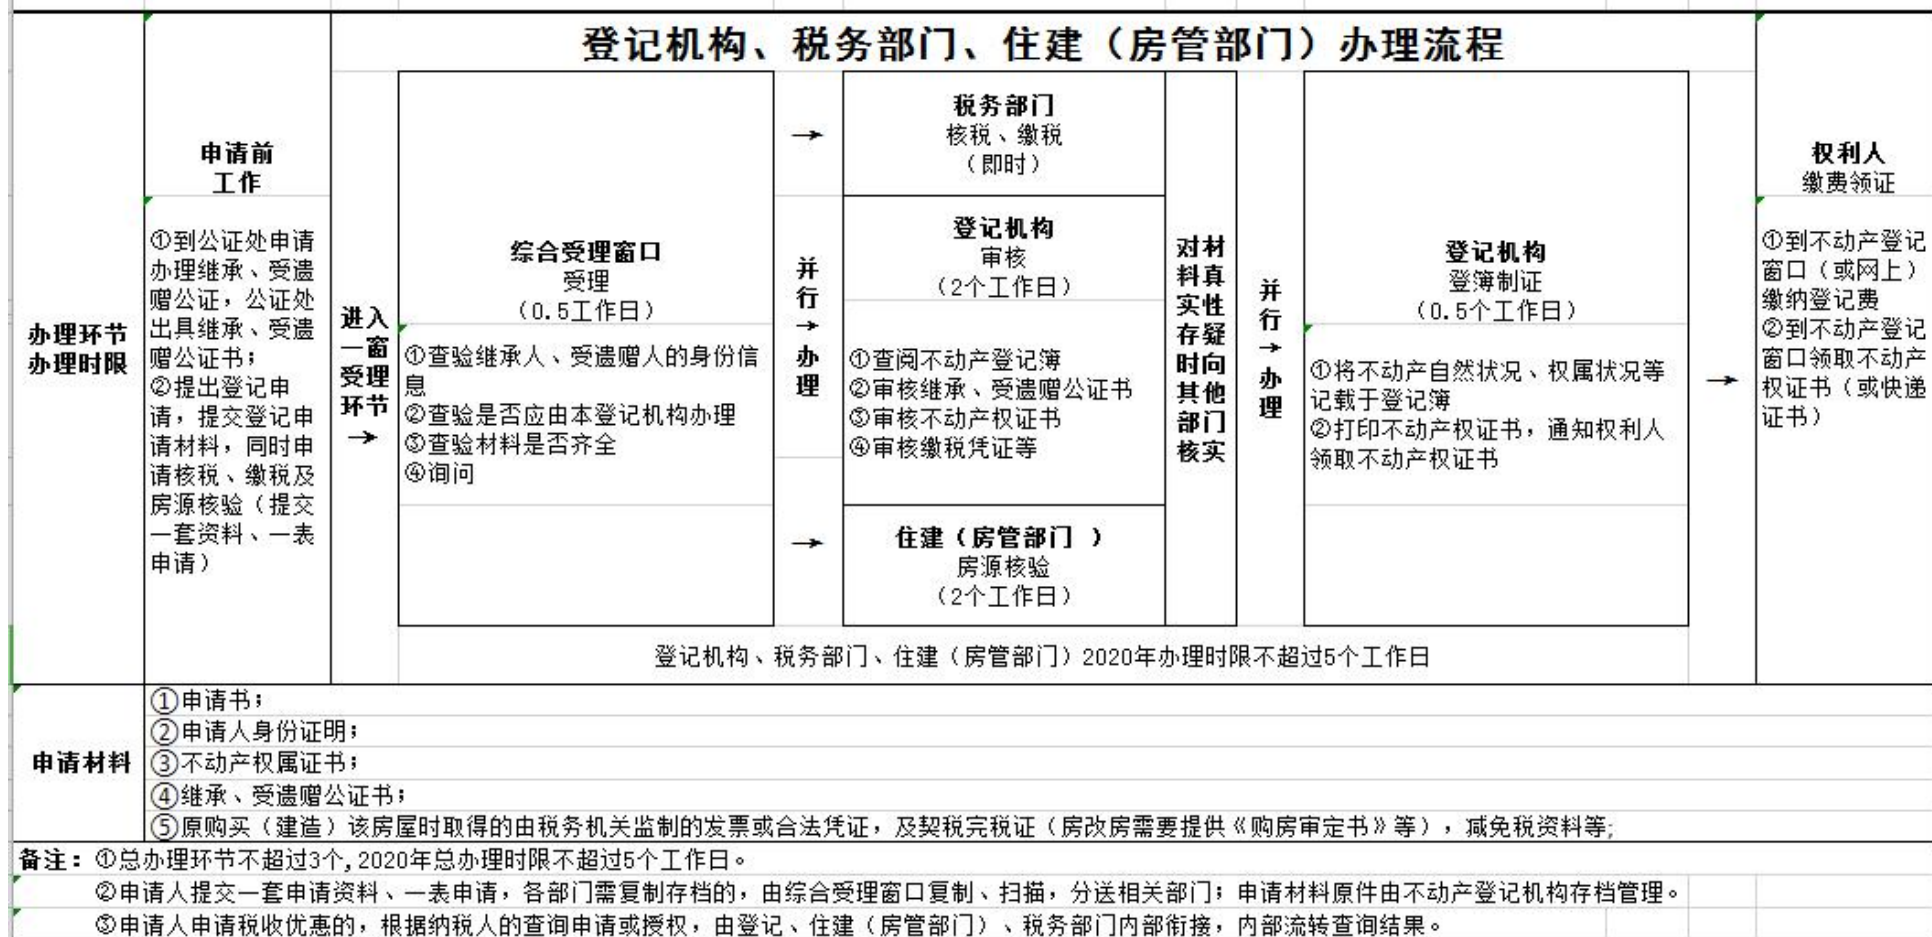 登记机构、税务部门、住建（房管部门）办理流程
办理环节
办理时限
申请前
工作
①到公证处申请
办理继承、受遗
赠公证，公证处
出具继承、受遗
赠公证书；
②提出登记申
请，提交登记申
请材料，同时申
请核税、缴税及
房源核验（提交
一套资料、一表
申请）
进入
一窗
受理
环节
→
综合受理窗口
受理
（0.5工作日）
①查验继承人、受遗赠人的身份信
息
②查验是否应由本登记机构办理
③查验材料是否齐全
④询问
→
并
行
→
办
理
→
税务部门
核税、缴税
（即时）
登记机构
审核
（2个工作日）
①查阅不动产登记簿
②审核继承、受遗赠公证书
③审核不动产权证书
④审核缴税凭证等
住建（房管部门 ）
房源核验
（2个工作日）
对材
料真
实性
存疑
时向
其他
部门
核实
并
行
→
办
理
登记机构
登簿制证
（0.5个工作日）
①将不动产自然状况、权属状况等
记载于登记簿
②打印不动产权证书，通知权利人
领取不动产权证书
→
权利人
缴费领证
①到不动产登记
窗口（或网上）
缴纳登记费
②到不动产登记
窗口领取不动产
权证书（或快递
证书）
登记机构、税务部门、住建（房管部门）2020年办理时限不超过5个工作日
申请材料
①申请书；
②申请人身份证明；
③不动产权属证书；
④继承、受遗赠公证书；
⑤原购买（建造）该房屋时取得的由税务机关监制的发票或合法凭证，及契税完税证（房改房需要提供《购房审定书》等），减免税资料等;
备注：①总办理环节不超过3个,2020年总办理时限不超过5个工作日。
②申请人提交一套申请资料、一表申请，各部门需复制存档的，由综合受理窗口复制、扫描，分送相关部门；申请材料原件由不动产登记机构存档管理。
③申请人申请税收优惠的，根据纳税人的查询申请或授权，由登记、住建（房管部门）、税务部门内部衔接，内部流转查询结果。